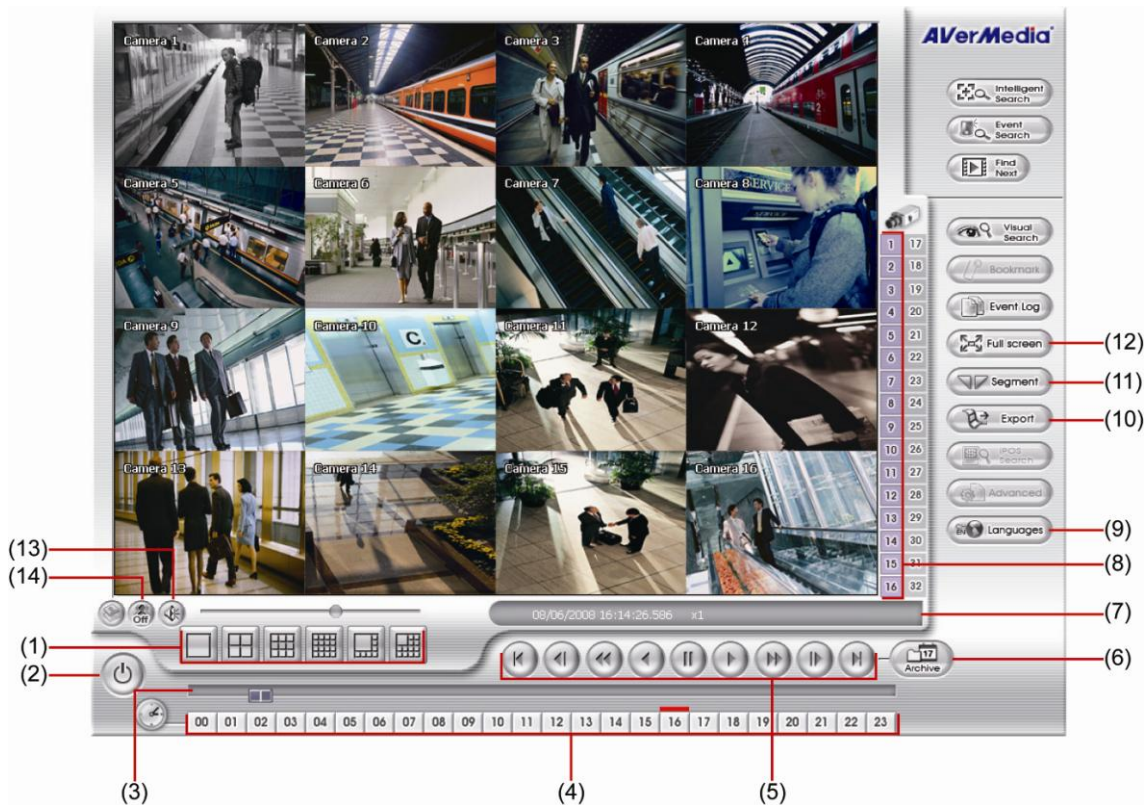 Camera 1
Camera 2
Camera 3
Camera 4
Camera 5
Camera 6
Camera 7
Camera 8
SERVICE
Camera 9
Camera 10
C.
Camera 11
Camera 12
Camera 13
Camera 14
Camera 15
Camera 16
AVerMedia
Intelligent Search
Event Search
Find Next
Visual Search
Bookmark
Event Log
Full screen
(12)
Segment
(11)
Export
(10)
iPOS Search
Advanced
Languages
(9)
1 17
2 18
3 19
4 20
5 21
6 22
7 23
8 24
9 25
10 26
11 27
12 28
13 29
14 30
15 31
16 32
(8)
(13)
(14)
Off
08/06/2008 16:14:26.586 x1
(7)
(1)
(2)
17
Archive
(6)
00 01 02 03 04 05 06 07 08 09 10 11 12 13 14 15 16 17 18 19 20 21 22 23
(3) (4) (5)